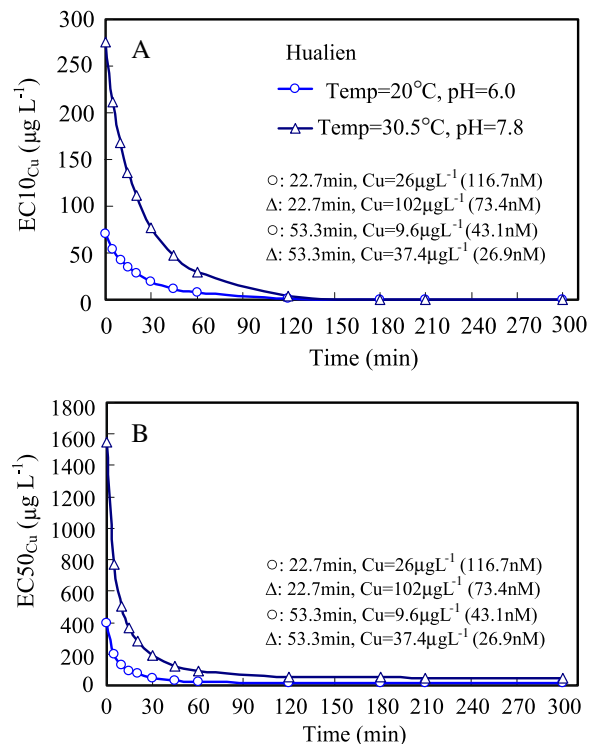 A
Hualien
Temp=20°C, pH=6.0
Temp=30.5°C, pH=7.8
○: 22.7min, Cu=26μgL⁻¹ (116.7nM)
Δ: 22.7min, Cu=102μgL⁻¹ (73.4nM)
○: 53.3min, Cu=9.6μgL⁻¹ (43.1nM)
Δ: 53.3min, Cu=37.4μgL⁻¹ (26.9nM)
EC10Cu (μg L⁻¹)
300
250
200
150
100
50
0
0 30 60 90 120 150 180 210 240 270 300
Time (min)
B
○: 22.7min, Cu=26μgL⁻¹ (116.7nM)
Δ: 22.7min, Cu=102μgL⁻¹ (73.4nM)
○: 53.3min, Cu=9.6μgL⁻¹ (43.1nM)
Δ: 53.3min, Cu=37.4μgL⁻¹ (26.9nM)
EC50Cu (μg L⁻¹)
1800
1600
1400
1200
1000
800
600
400
200
0
0 30 60 90 120 150 180 210 240 270 300
Time (min)